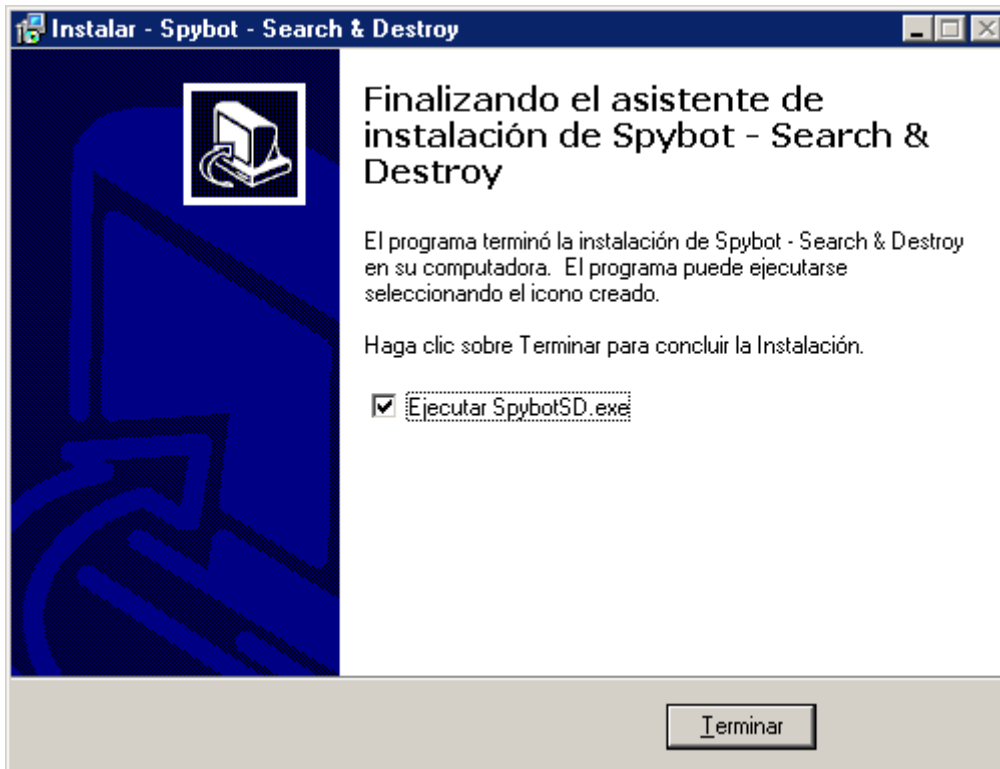 Instalar - Spybot - Search & Destroy
Finalizando el asistente de
instalación de Spybot - Search &
Destroy
El programa terminó la instalación de Spybot - Search & Destroy
en su computadora. El programa puede ejecutarse
seleccionando el icono creado.
Haga clic sobre Terminar para concluir la Instalación.
Ejecutar SpybotSD.exe
Terminar